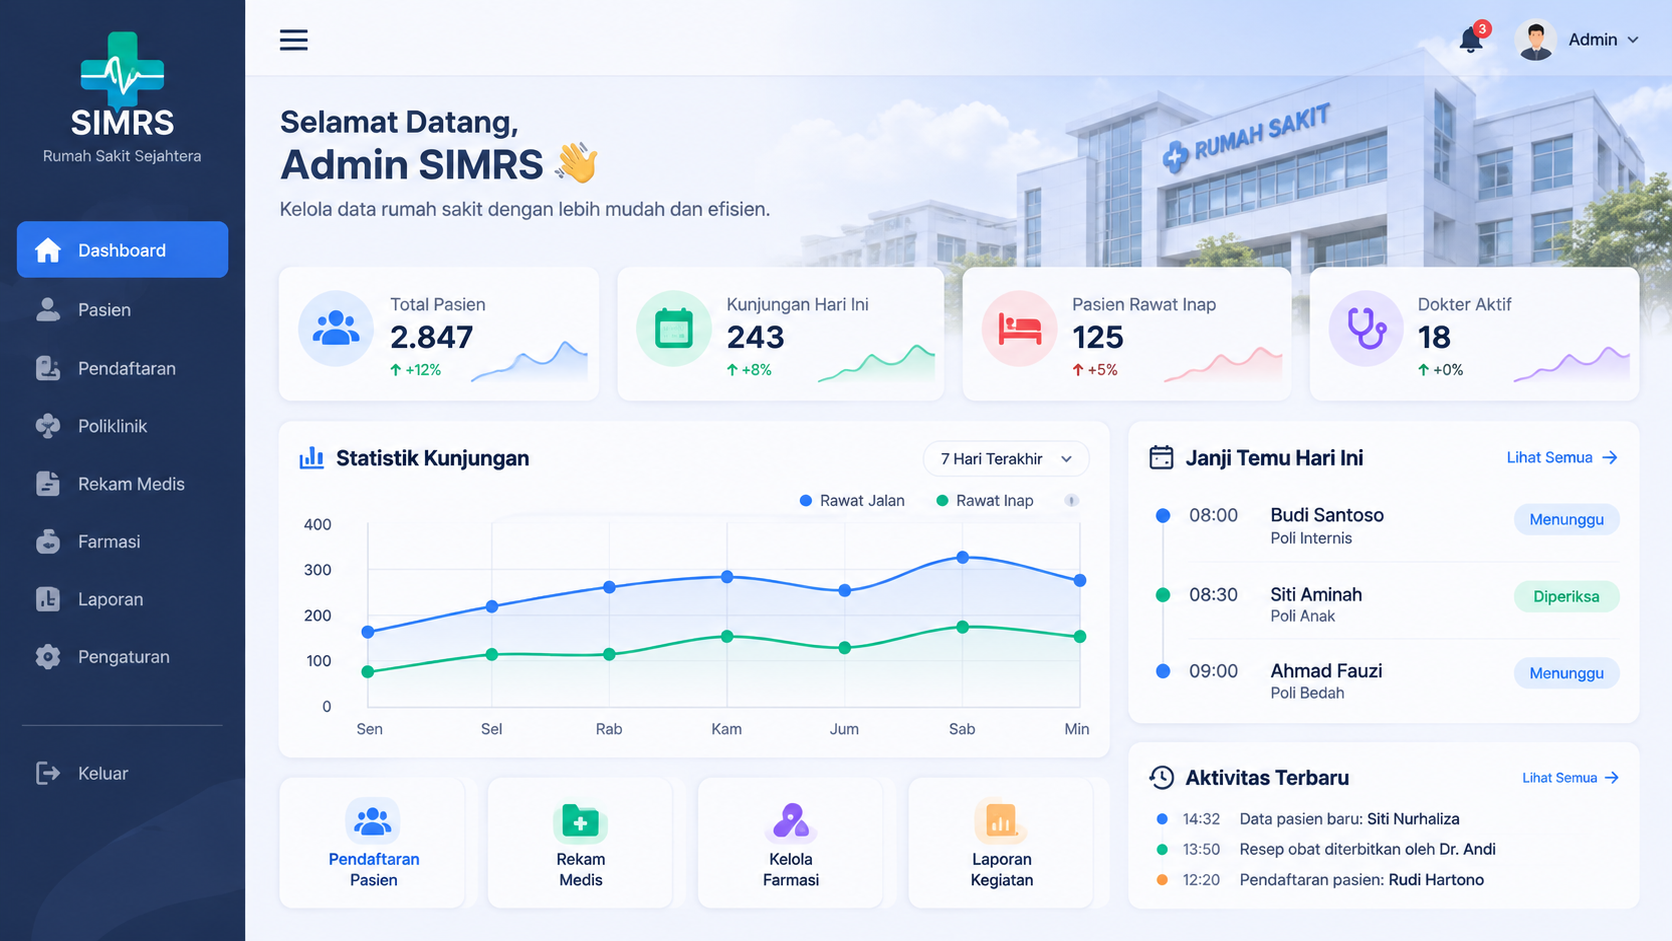 SIMRS
Rumah Sakit Sejahtera
Dashboard
Pasien
Pendaftaran
Poliklinik
Rekam Medis
Farmasi
Laporan
Pengaturan
Keluar
3
Admin
Selamat Datang,
Admin SIMRS
Kelola data rumah sakit dengan lebih mudah dan efisien.
RUMAH SAKIT
Total Pasien
2.847
+12%
Kunjungan Hari Ini
243
+8%
Pasien Rawat Inap
125
+5%
Dokter Aktif
18
+0%
Statistik Kunjungan
7 Hari Terakhir
Rawat Jalan
Rawat Inap
400
300
200
100
0
Sen
Sel
Rab
Kam
Jum
Sab
Min
Janji Temu Hari Ini
Lihat Semua
08:00 Budi Santoso Menunggu
Poli Internis
08:30 Siti Aminah Diperiksa
Poli Anak
09:00 Ahmad Fauzi Menunggu
Poli Bedah
Pendaftaran
Pasien
Rekam
Medis
Kelola
Farmasi
Laporan
Kegiatan
Aktivitas Terbaru
Lihat Semua
14:32 Data pasien baru: Siti Nurhaliza
13:50 Resep obat diterbitkan oleh Dr. Andi
12:20 Pendaftaran pasien: Rudi Hartono